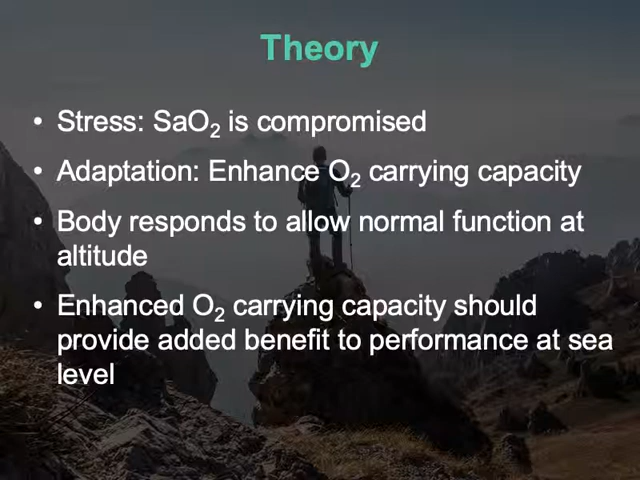 Theory
• Stress: SaO₂ is compromised
• Adaptation: Enhance O₂ carrying capacity
• Body responds to allow normal function at
altitude
• Enhanced O₂ carrying capacity should
provide added benefit to performance at sea
level